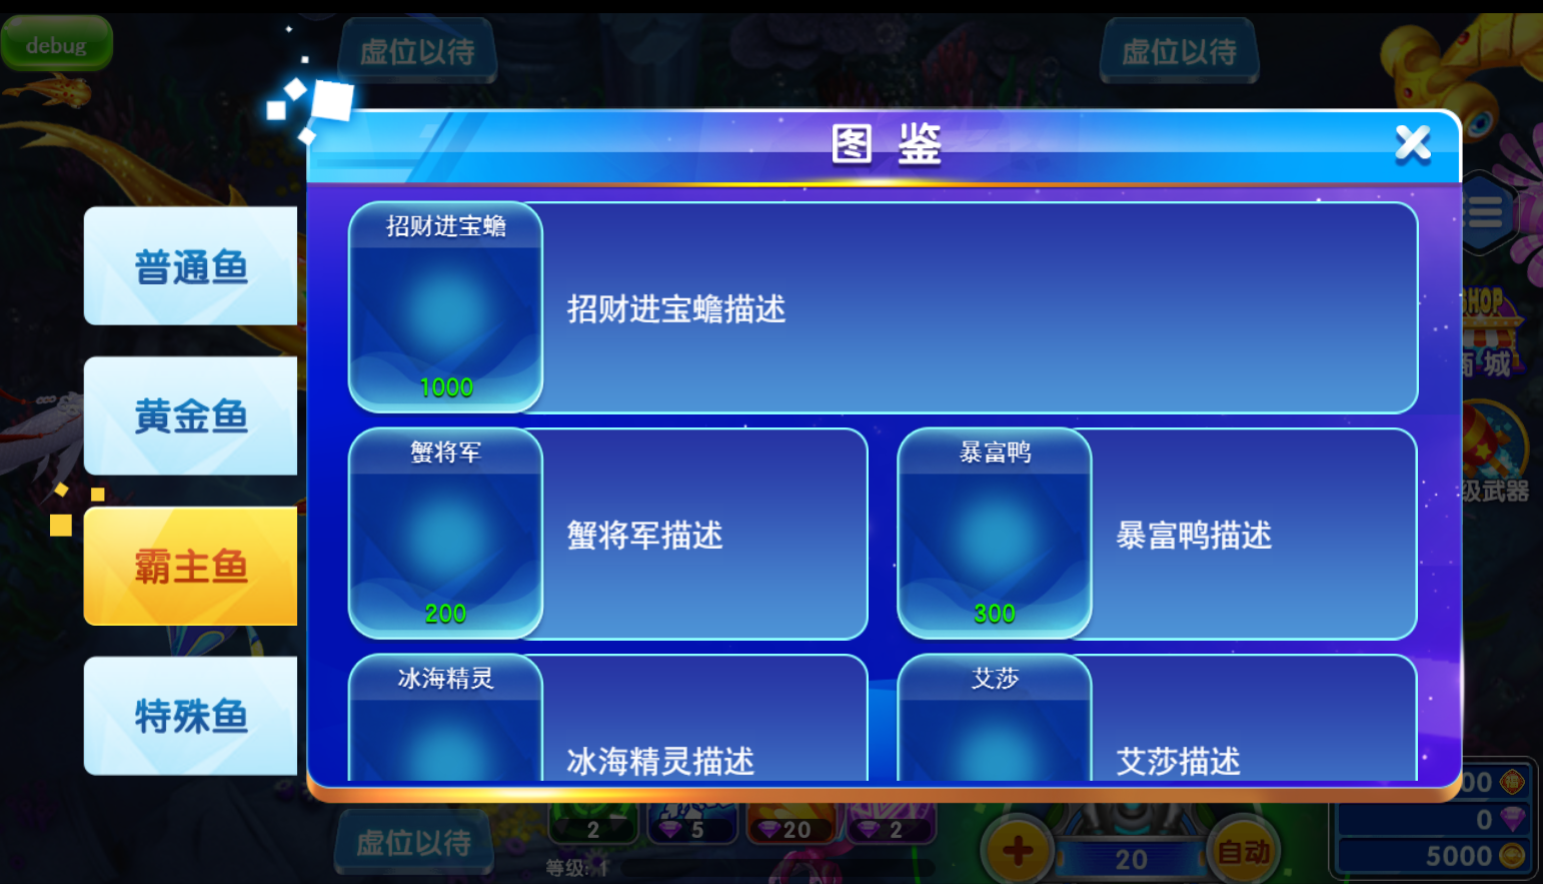 debug
虚位以待
虚位以待
图鉴
普通鱼
黄金鱼
霸主鱼
特殊鱼
招财进宝蟾
招财进宝蟾描述
1000
蟹将军
蟹将军描述
200
暴富鸭
暴富鸭描述
300
冰海精灵
冰海精灵描述
艾莎
艾莎描述
SHOP
商城
级武器
虚位以待
2
5
20
2
等级:1
20
自动
00
0
5000